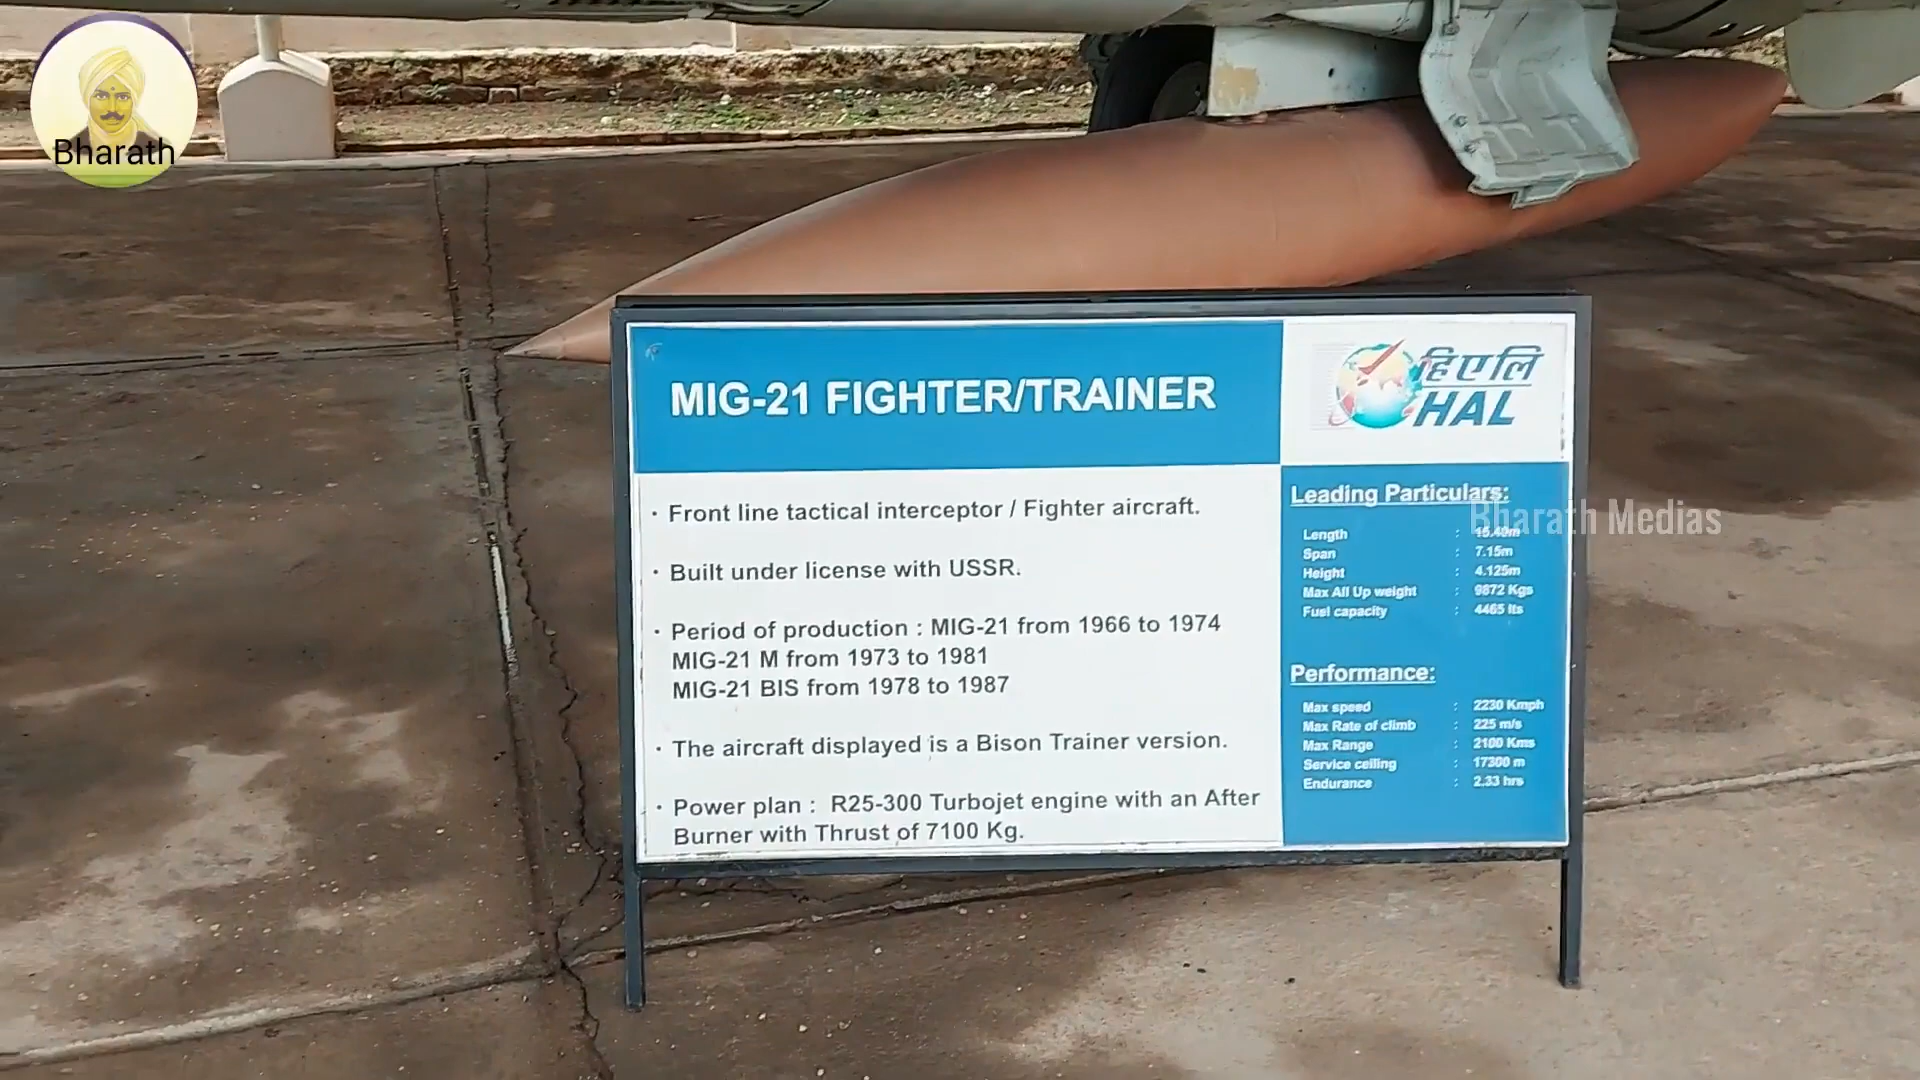 Bharath
MIG-21 FIGHTER/TRAINER
हिएलि
HAL
· Front line tactical interceptor / Fighter aircraft.
· Built under license with USSR.
· Period of production : MIG-21 from 1966 to 1974
MIG-21 M from 1973 to 1981
MIG-21 BIS from 1978 to 1987
· The aircraft displayed is a Bison Trainer version.
· Power plan : R25-300 Turbojet engine with an After
Burner with Thrust of 7100 Kg.
Leading Particulars:
Bharath Medias
Length : 15.40m
Span : 7.15m
Height : 4.125m
Max All Up weight : 9872 Kgs
Fuel capacity : 4465 lts
Performance:
Max speed : 2230 Kmph
Max Rate of climb : 225 m/s
Max Range : 2100 Kms
Service ceiling : 17300 m
Endurance : 2.33 hrs